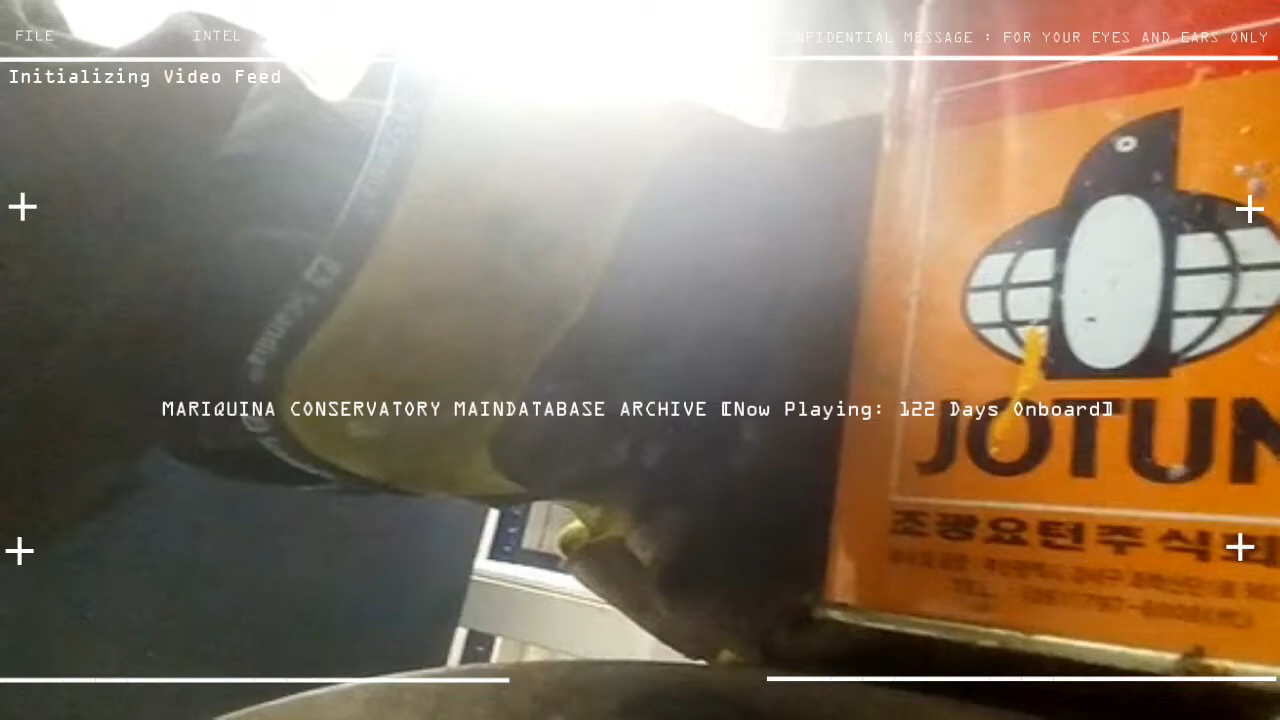 FILE INTEL NFIDENTIAL MESSAGE : FOR YOUR EYES AND EARS ONLY
Initializing Video Feed
MARIQUINA CONSERVATORY MAINDATABASE ARCHIVE [Now Playing: 122 Days Onboard]
JOTUN
조광요턴주식회
TEL